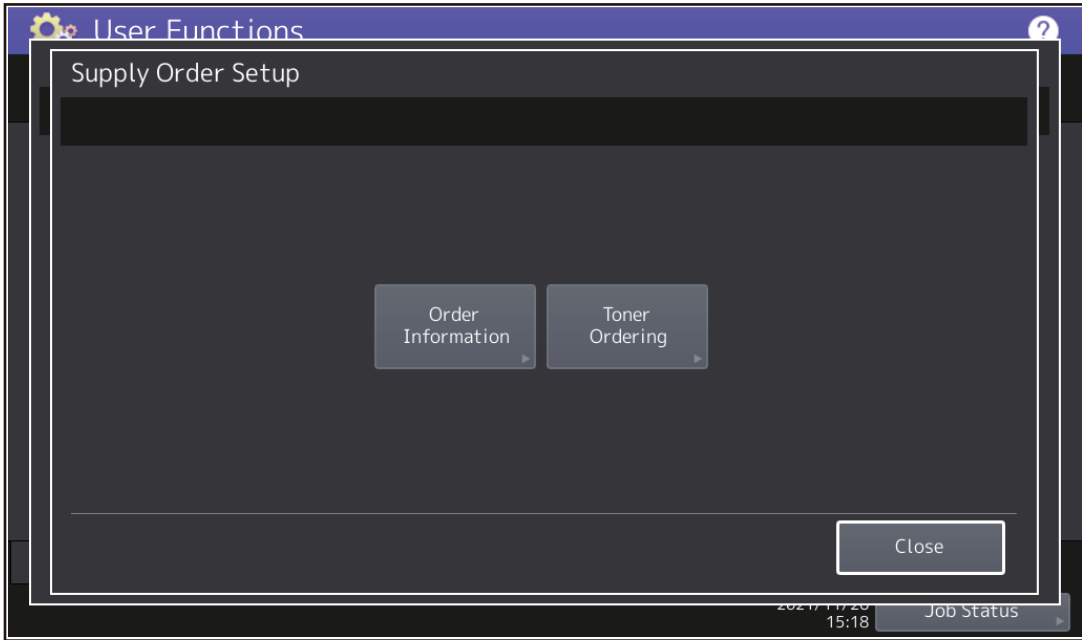 User Functions
?
Supply Order Setup
Order
Information
Toner
Ordering
Close
15:18
Job Status